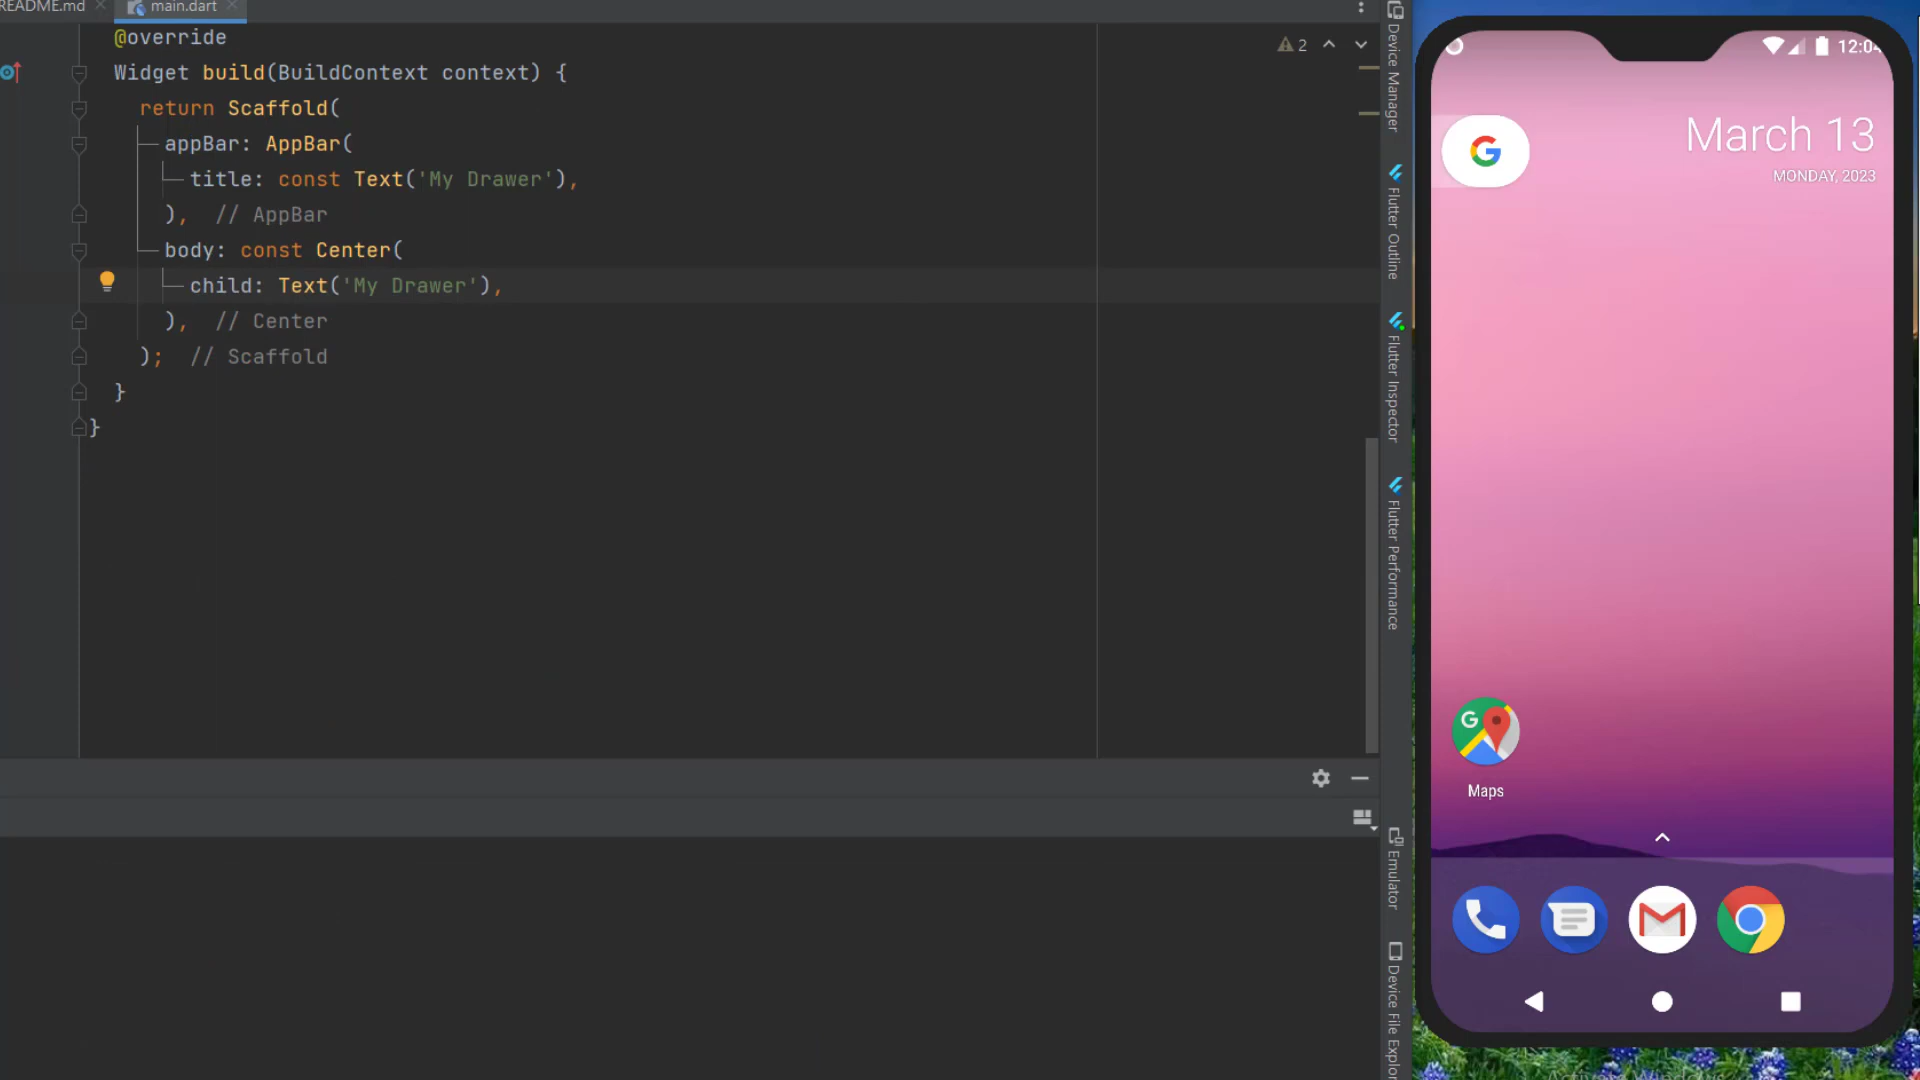 README.md
main.dart
@override
Widget build(BuildContext context) {
return Scaffold(
appBar: AppBar(
title: const Text('My Drawer'),
), // AppBar
body: const Center(
child: Text('My Drawer'),
), // Center
); // Scaffold
}
}
2
Device Manager
Flutter Outline
Flutter Inspector
Flutter Performance
Emulator
Device File Explor
12:04
G
March 13
MONDAY, 2023
G
Maps